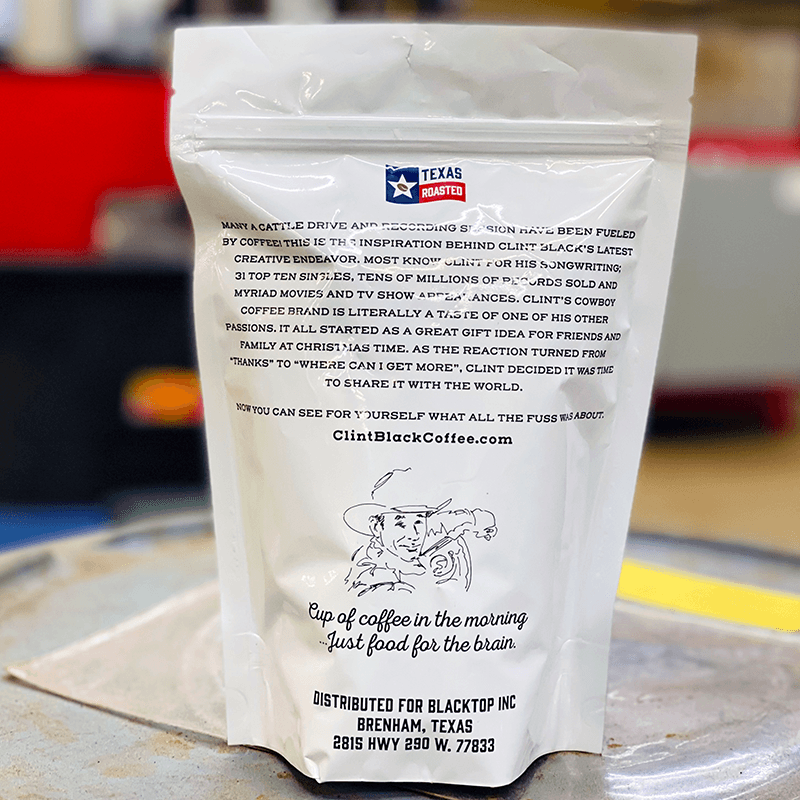 TEXAS
ROASTED
MANY A CATTLE DRIVE AND RECORDING SESSION HAVE BEEN FUELED
BY COFFEE! THIS IS THE INSPIRATION BEHIND CLINT BLACK'S LATEST
CREATIVE ENDEAVOR. MOST KNOW CLINT FOR HIS SONGWRITING;
31 TOP TEN SINGLES, TENS OF MILLIONS OF RECORDS SOLD AND
MYRIAD MOVIES AND TV SHOW APPEARANCES. CLINT'S COWBOY
COFFEE BRAND IS LITERALLY A TASTE OF ONE OF HIS OTHER
PASSIONS. IT ALL STARTED AS A GREAT GIFT IDEA FOR FRIENDS AND
FAMILY AT CHRISTMAS TIME. AS THE REACTION TURNED FROM
"THANKS" TO "WHERE CAN I GET MORE", CLINT DECIDED IT WAS TIME
TO SHARE IT WITH THE WORLD.
NOW YOU CAN SEE FOR YOURSELF WHAT ALL THE FUSS WAS ABOUT.
ClintBlackCoffee.com
Cup of coffee in the morning
...Just food for the brain.
DISTRIBUTED FOR BLACKTOP INC
BRENHAM, TEXAS
2815 HWY 290 W. 77833